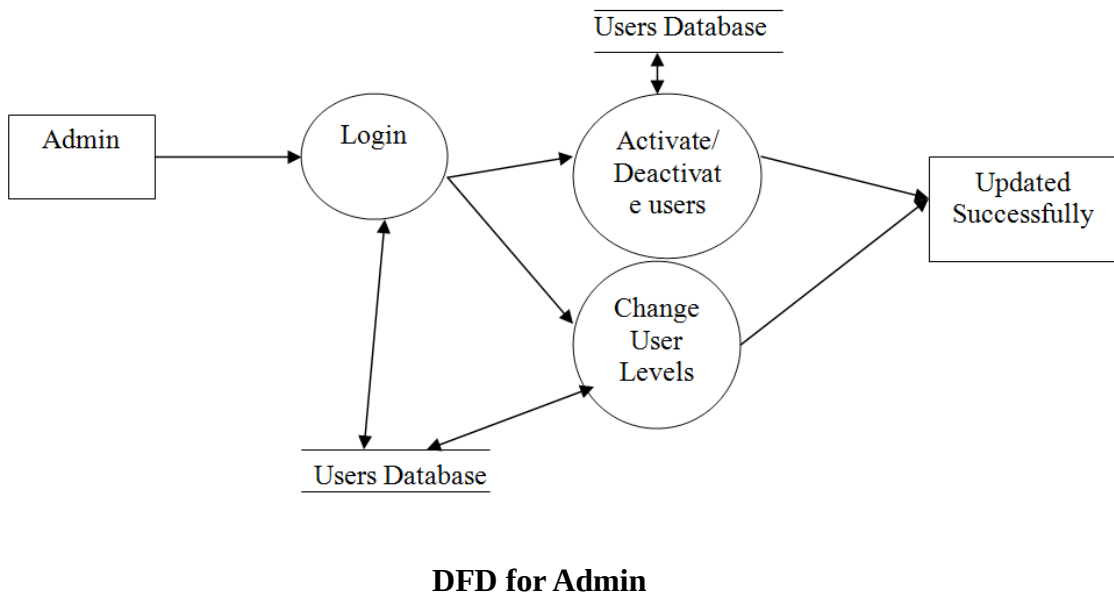 Users Database
Admin
Login
Activate/
Deactivat
e users
Updated
Successfully
Change
User
Levels
Users Database
DFD for Admin